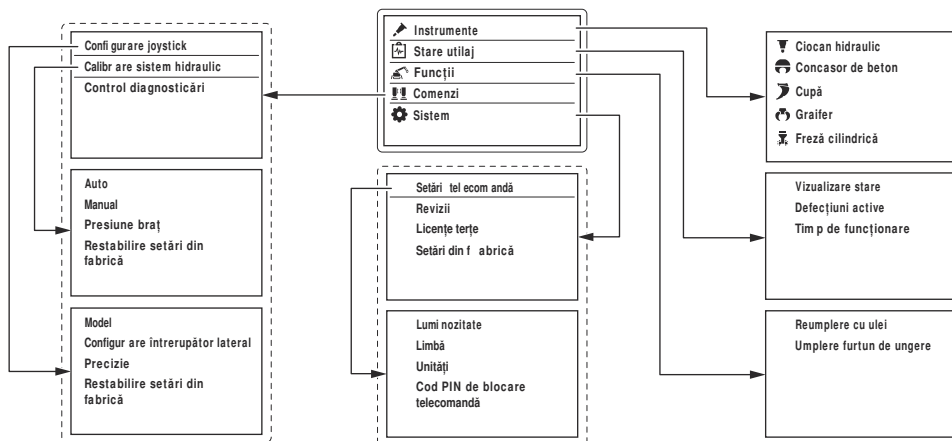 Configurare joystick
Calibrare sistem hidraulic
Control diagnosticări
Auto
Manual
Presiune braț
Restabilire setări din
fabrică
Model
Configurare întrerupător lateral
Precizie
Restabilire setări din
fabrică
Instrumente
Stare utilaj
Funcții
Comenzi
Sistem
Setări telecomandă
Revizii
Licențe terțe
Setări din fabrică
Luminozitate
Limbă
Unități
Cod PIN de blocare
telecomandă
Ciocan hidraulic
Concasor de beton
Cupă
Graifer
Freză cilindrică
Vizualizare stare
Defecțiuni active
Timp de funcționare
Reumplere cu ulei
Umplere furtun de ungere